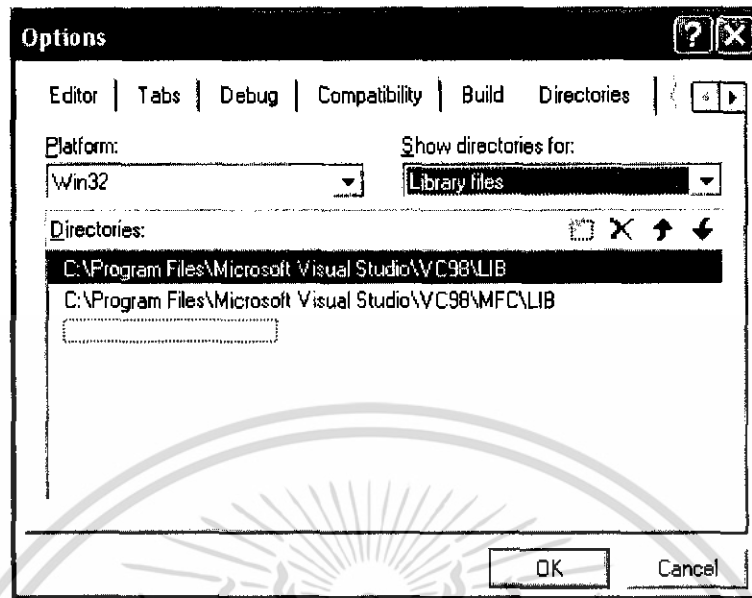 Options
Editor Tabs Debug Compatibility Build Directories
Platform: Show directories for:
Win32 Library files
Directories:
C:\Program Files\Microsoft Visual Studio\VC98\LIB
C:\Program Files\Microsoft Visual Studio\VC98\MFC\LIB
OK Cancel